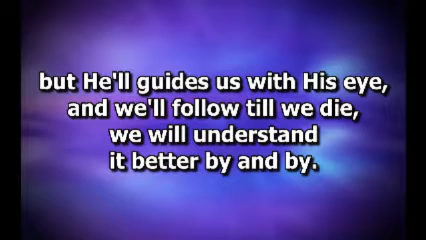 but He'll guides us with His eye,
and we'll follow till we die,
we will understand
it better by and by.